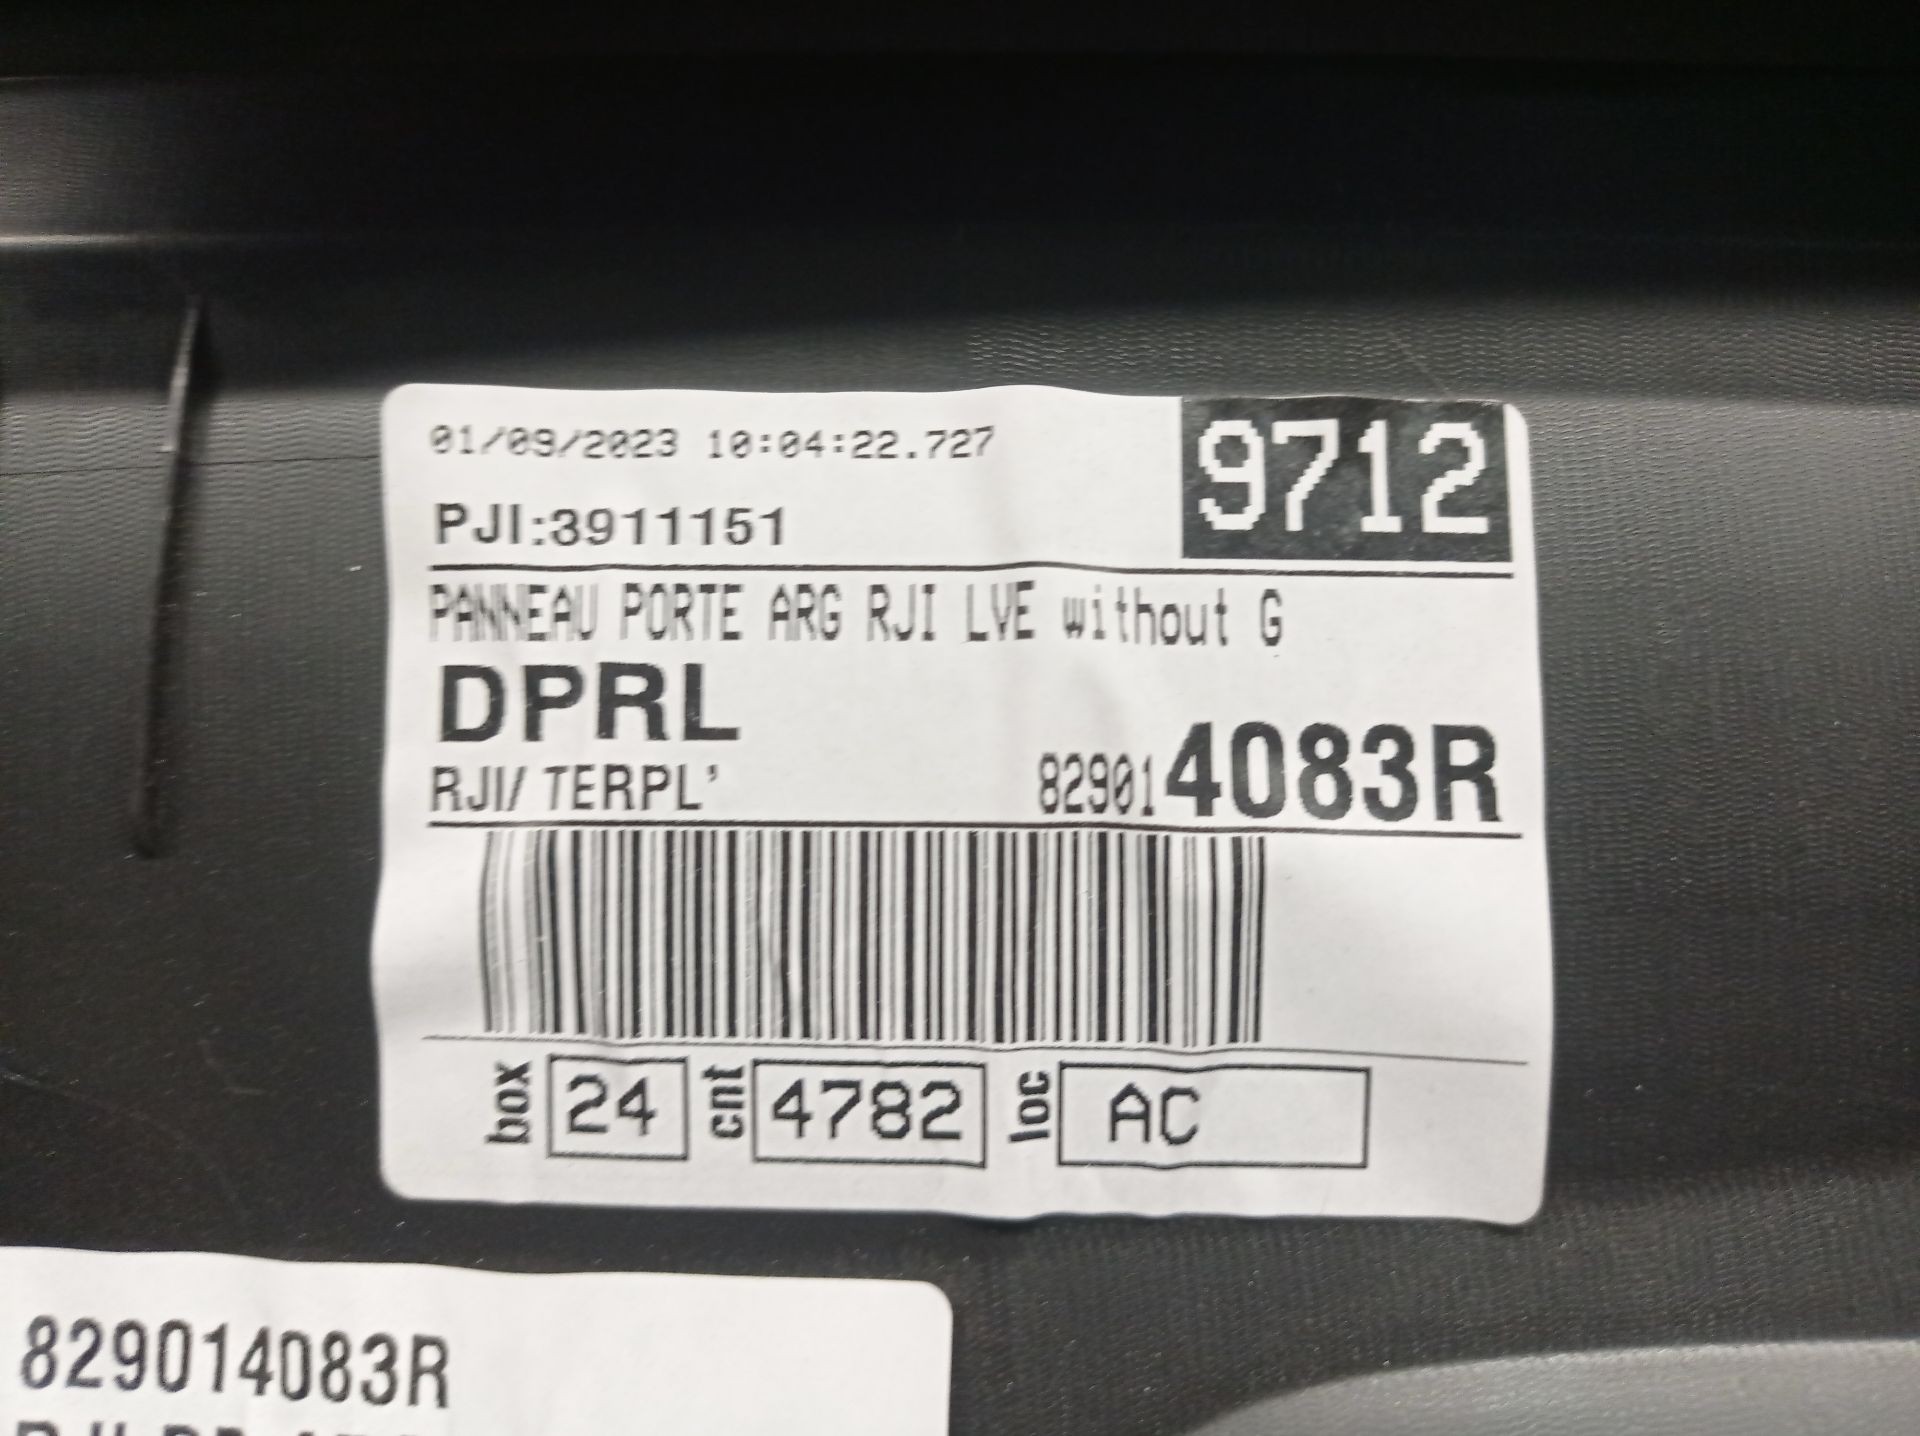 01/09/2023 10:04:22.727
9712
PJI:3911151
PANNEAU PORTE ARG RJI LVE without G
DPRL
RJI/ TERPL'
829014083R
box 24 cnt 4782 loc AC
829014083R